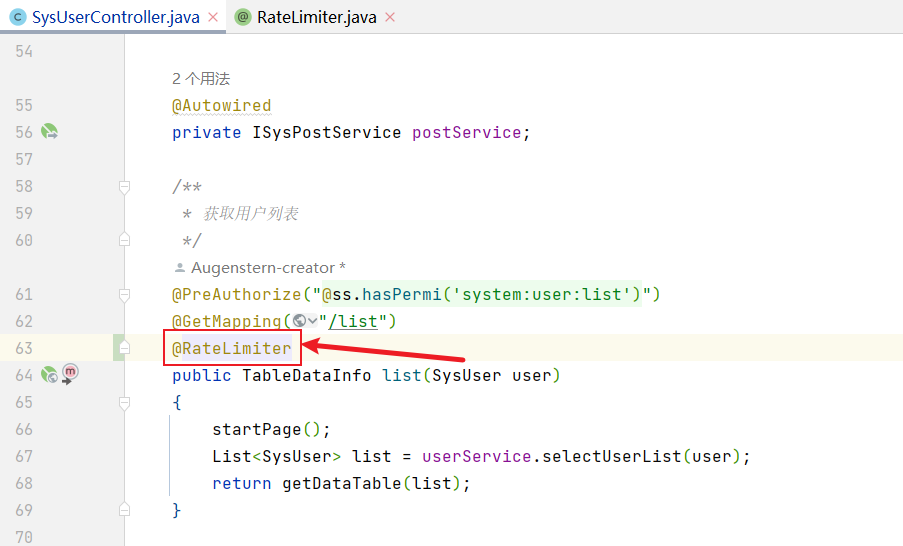 SysUserController.java RateLimiter.java
54
2 个用法
55 @Autowired
56 private ISysPostService postService;
57
58 /**
59 * 获取用户列表
60 */
Augenstern-creator *
61 @PreAuthorize("@ss.hasPermi('system:user:list')")
62 @GetMapping("/list")
63 @RateLimiter
64 public TableDataInfo list(SysUser user)
65 {
66 startPage();
67 List<SysUser> list = userService.selectUserList(user);
68 return getDataTable(list);
69 }
70